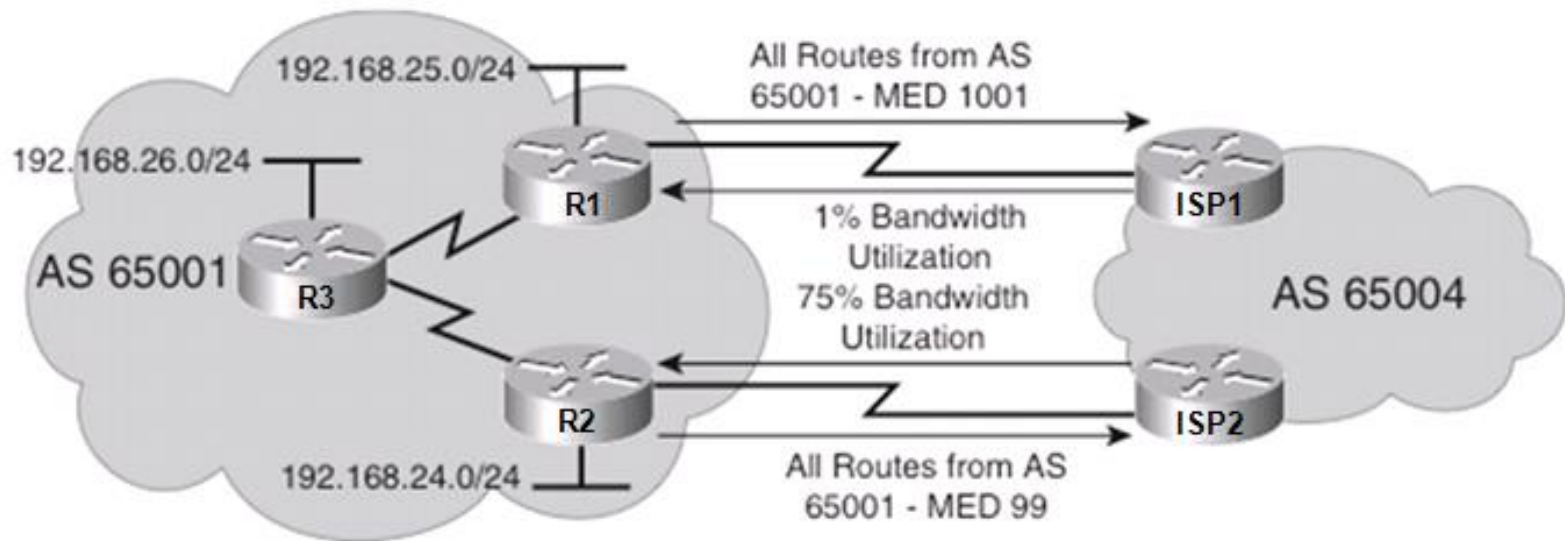 192.168.25.0/24
All Routes from AS
65001 - MED 1001
192.168.26.0/24
R1
ISP1
1% Bandwidth
Utilization
AS 65001
R3
75% Bandwidth
Utilization
AS 65004
R2
ISP2
192.168.24.0/24
All Routes from AS
65001 - MED 99